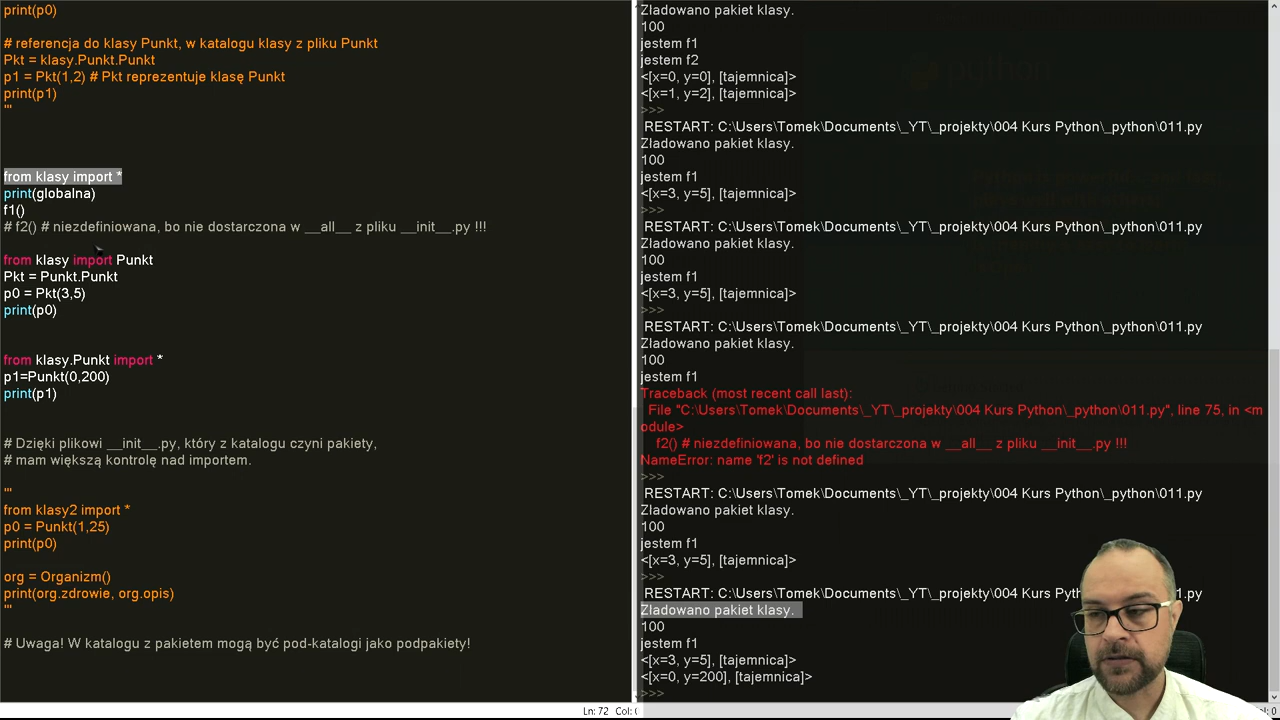 print(p0)
# referencja do klasy Punkt, w katalogu klasy z pliku Punkt
Pkt = klasy.Punkt.Punkt
p1 = Pkt(1,2) # Pkt reprezentuje klasę Punkt
print(p1)
'''
from klasy import *
print(globalna)
f1()
# f2() # niezdefiniowana, bo nie dostarczona w __all__ z pliku __init__.py !!!
from klasy import Punkt
Pkt = Punkt.Punkt
p0 = Pkt(3,5)
print(p0)
from klasy.Punkt import *
p1=Punkt(0,200)
print(p1)
# Dzięki plikowi __init__.py, który z katalogu czyni pakiety,
# mam większą kontrolę nad importem.
'''
from klasy2 import *
p0 = Punkt(1,25)
print(p0)
org = Organizm()
print(org.zdrowie, org.opis)
'''
# Uwaga! W katalogu z pakietem mogą być pod-katalogi jako podpakiety!
Ln: 72 Col:
Zladowano pakiet klasy.
100
jestem f1
jestem f2
<[x=0, y=0], [tajemnica]>
<[x=1, y=2], [tajemnica]>
>>>
RESTART: C:\Users\Tomek\Documents\_YT\_projekty\004 Kurs Python\_python\011.py
Zladowano pakiet klasy.
100
jestem f1
<[x=3, y=5], [tajemnica]>
>>>
RESTART: C:\Users\Tomek\Documents\_YT\_projekty\004 Kurs Python\_python\011.py
Zladowano pakiet klasy.
100
jestem f1
<[x=3, y=5], [tajemnica]>
>>>
RESTART: C:\Users\Tomek\Documents\_YT\_projekty\004 Kurs Python\_python\011.py
Zladowano pakiet klasy.
100
jestem f1
Traceback (most recent call last):
File "C:\Users\Tomek\Documents\_YT\_projekty\004 Kurs Python\_python\011.py", line 75, in <m
odule>
f2() # niezdefiniowana, bo nie dostarczona w __all__ z pliku __init__.py !!!
NameError: name 'f2' is not defined
>>>
RESTART: C:\Users\Tomek\Documents\_YT\_projekty\004 Kurs Python\_python\011.py
Zladowano pakiet klasy.
100
jestem f1
<[x=3, y=5], [tajemnica]>
>>>
RESTART: C:\Users\Tomek\Documents\_YT\_projekty\004 Kurs Pyth 1.py
Zladowano pakiet klasy.
100
jestem f1
<[x=3, y=5], [tajemnica]>
<[x=0, y=200], [tajemnica]>
>>>